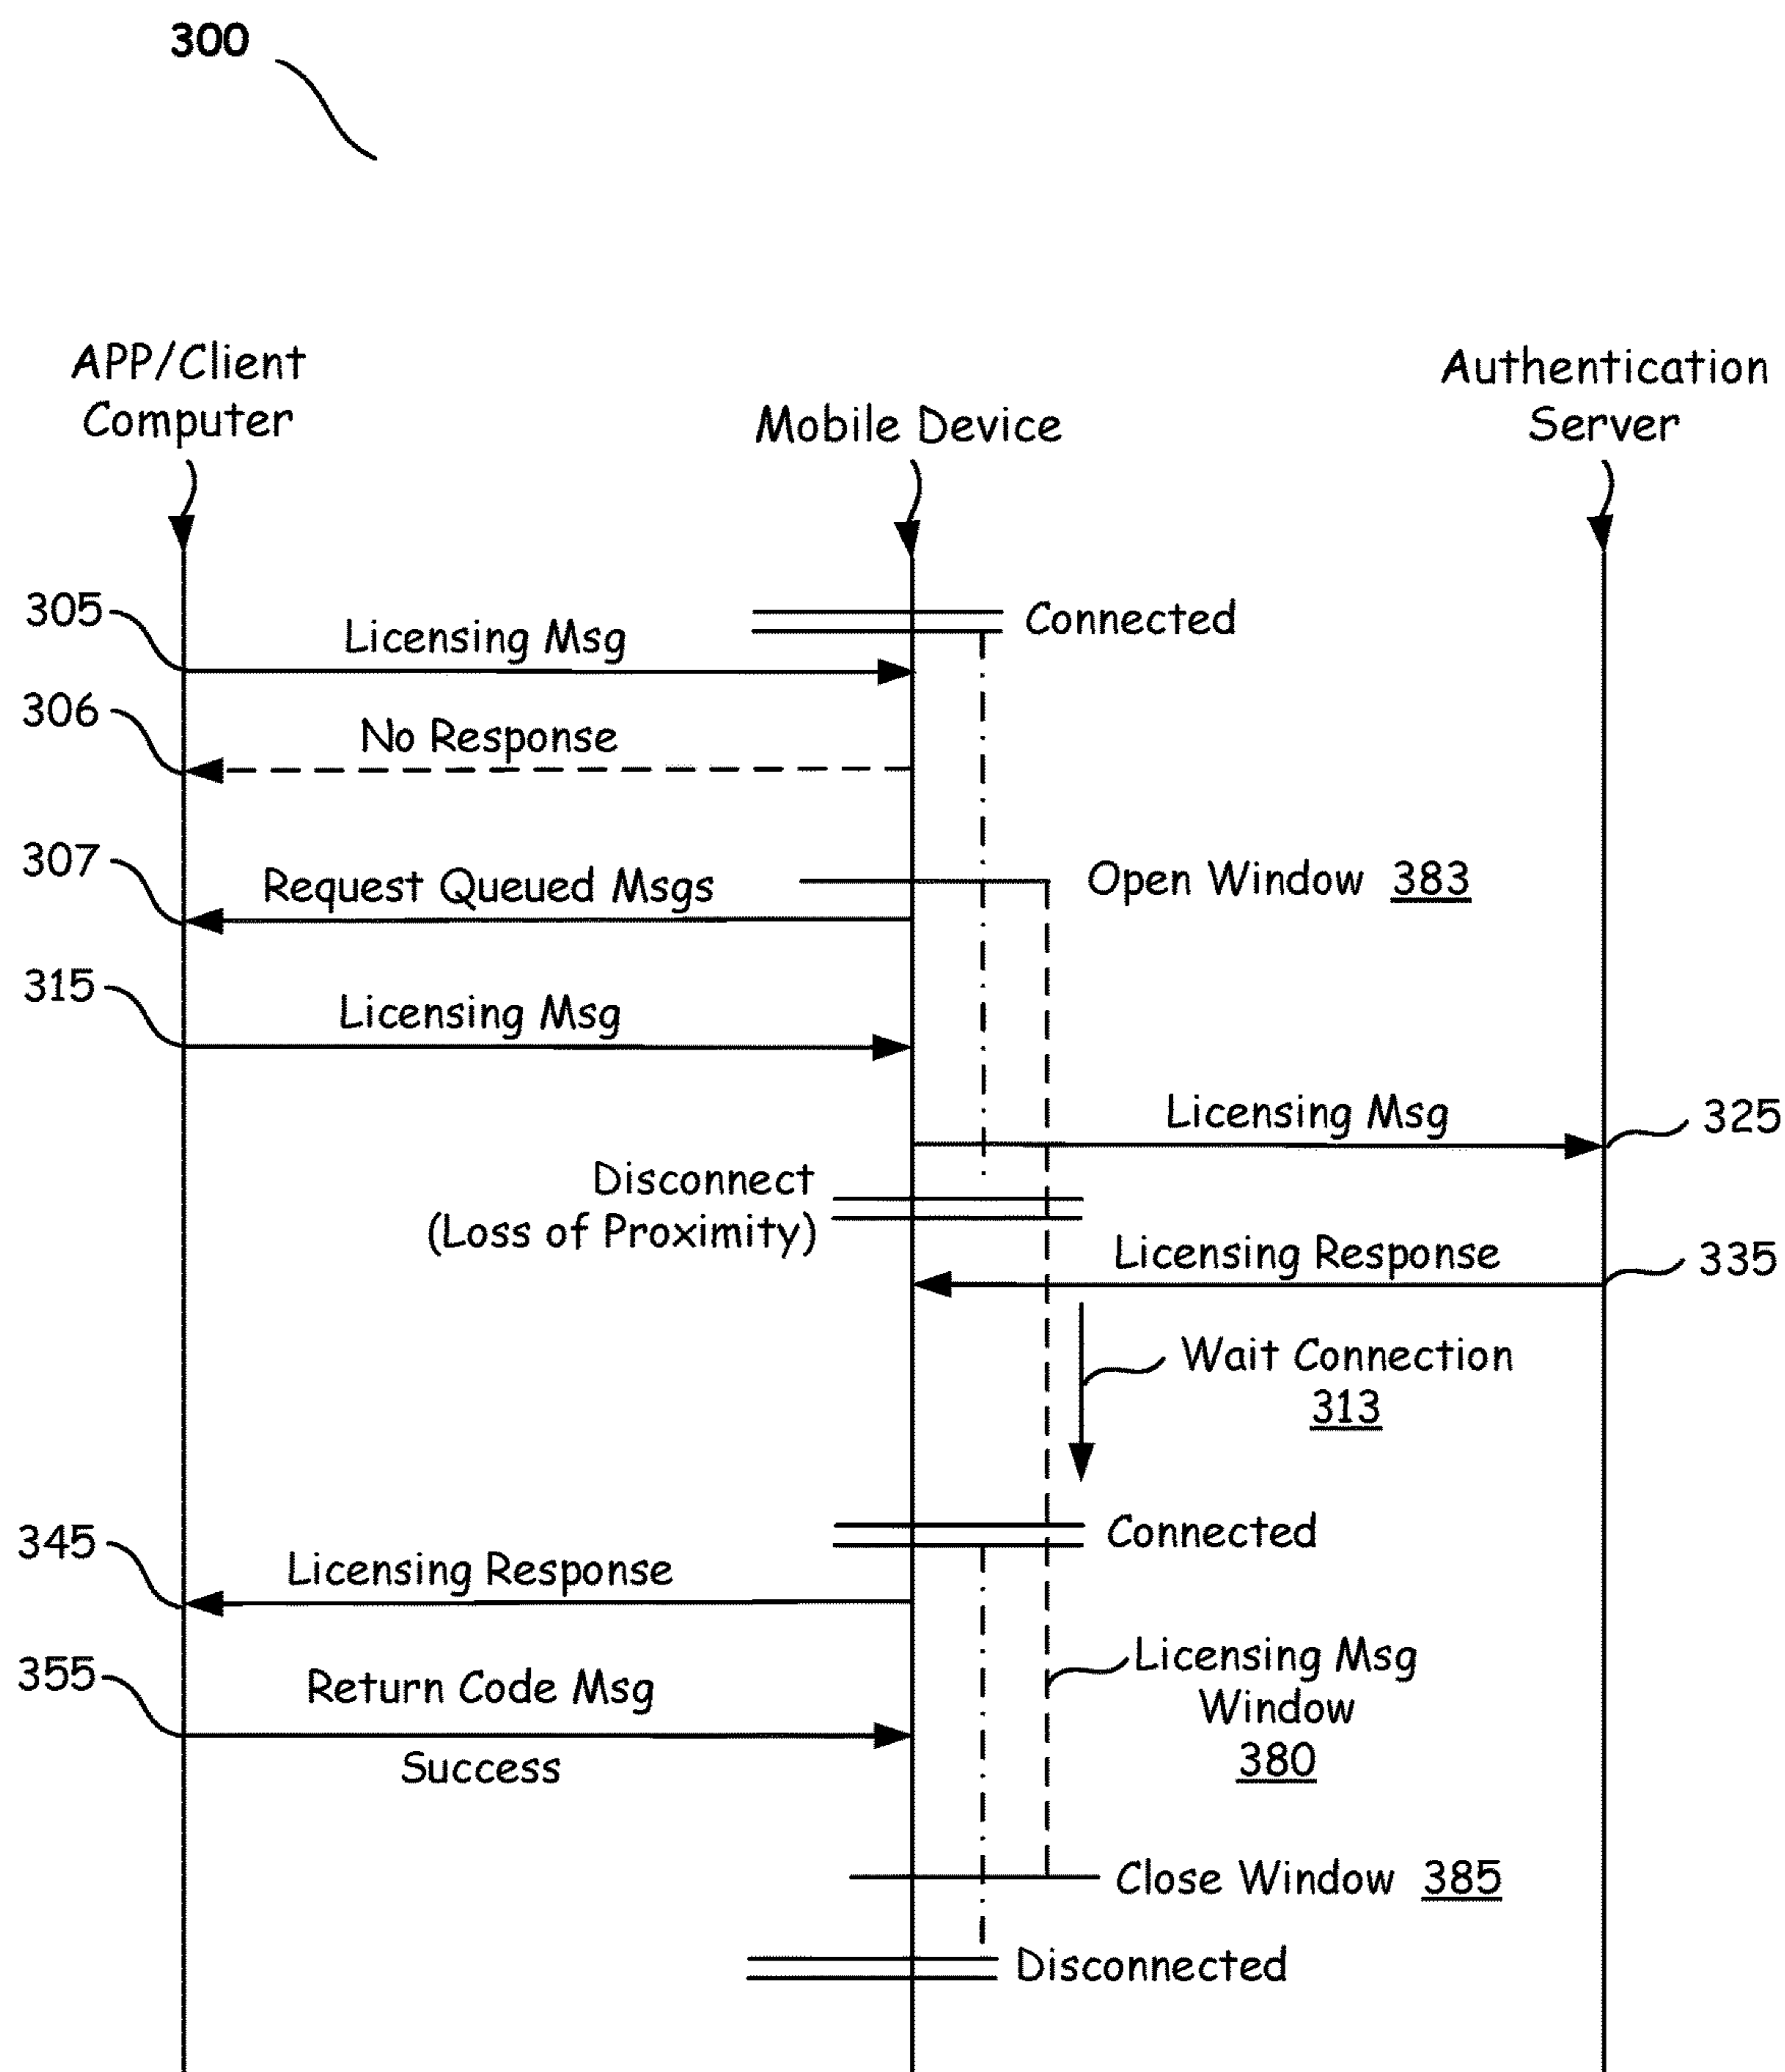 300
APP/Client
Computer
Mobile Device
Authentication
Server
305
Licensing Msg
Connected
306
No Response
307
Request Queued Msgs
Open Window 383
315
Licensing Msg
Licensing Msg
325
Disconnect
(Loss of Proximity)
Licensing Response
335
Wait Connection
313
Connected
345
Licensing Response
355
Return Code Msg
Success
Licensing Msg
Window
380
Close Window 385
Disconnected